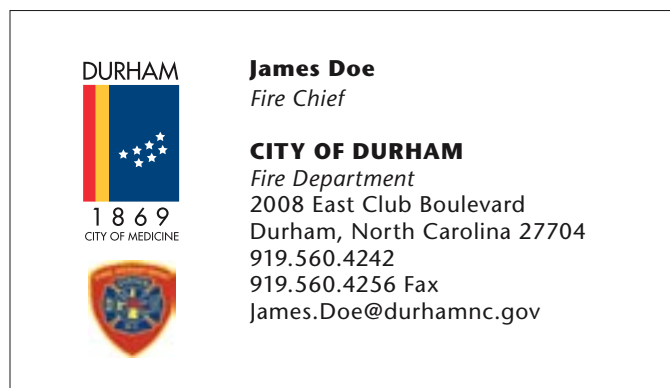 DURHAM
1869
CITY OF MEDICINE
James Doe
Fire Chief
CITY OF DURHAM
Fire Department
2008 East Club Boulevard
Durham, North Carolina 27704
919.560.4242
919.560.4256 Fax
James.Doe@durhamnc.gov